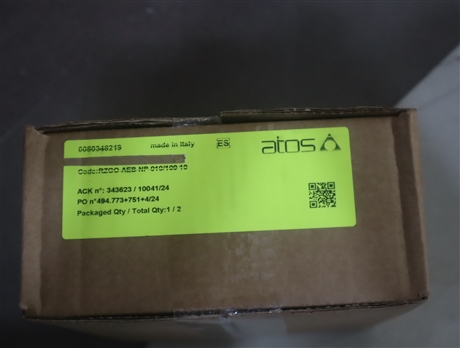 0080348219 made in Italy ES atos
Code:RZGO-AEB-NP-010/100 10
ACK n°: 343623 / 10041/24
PO n°494.773+751+4/24
Packaged Qty / Total Qty:1 / 2